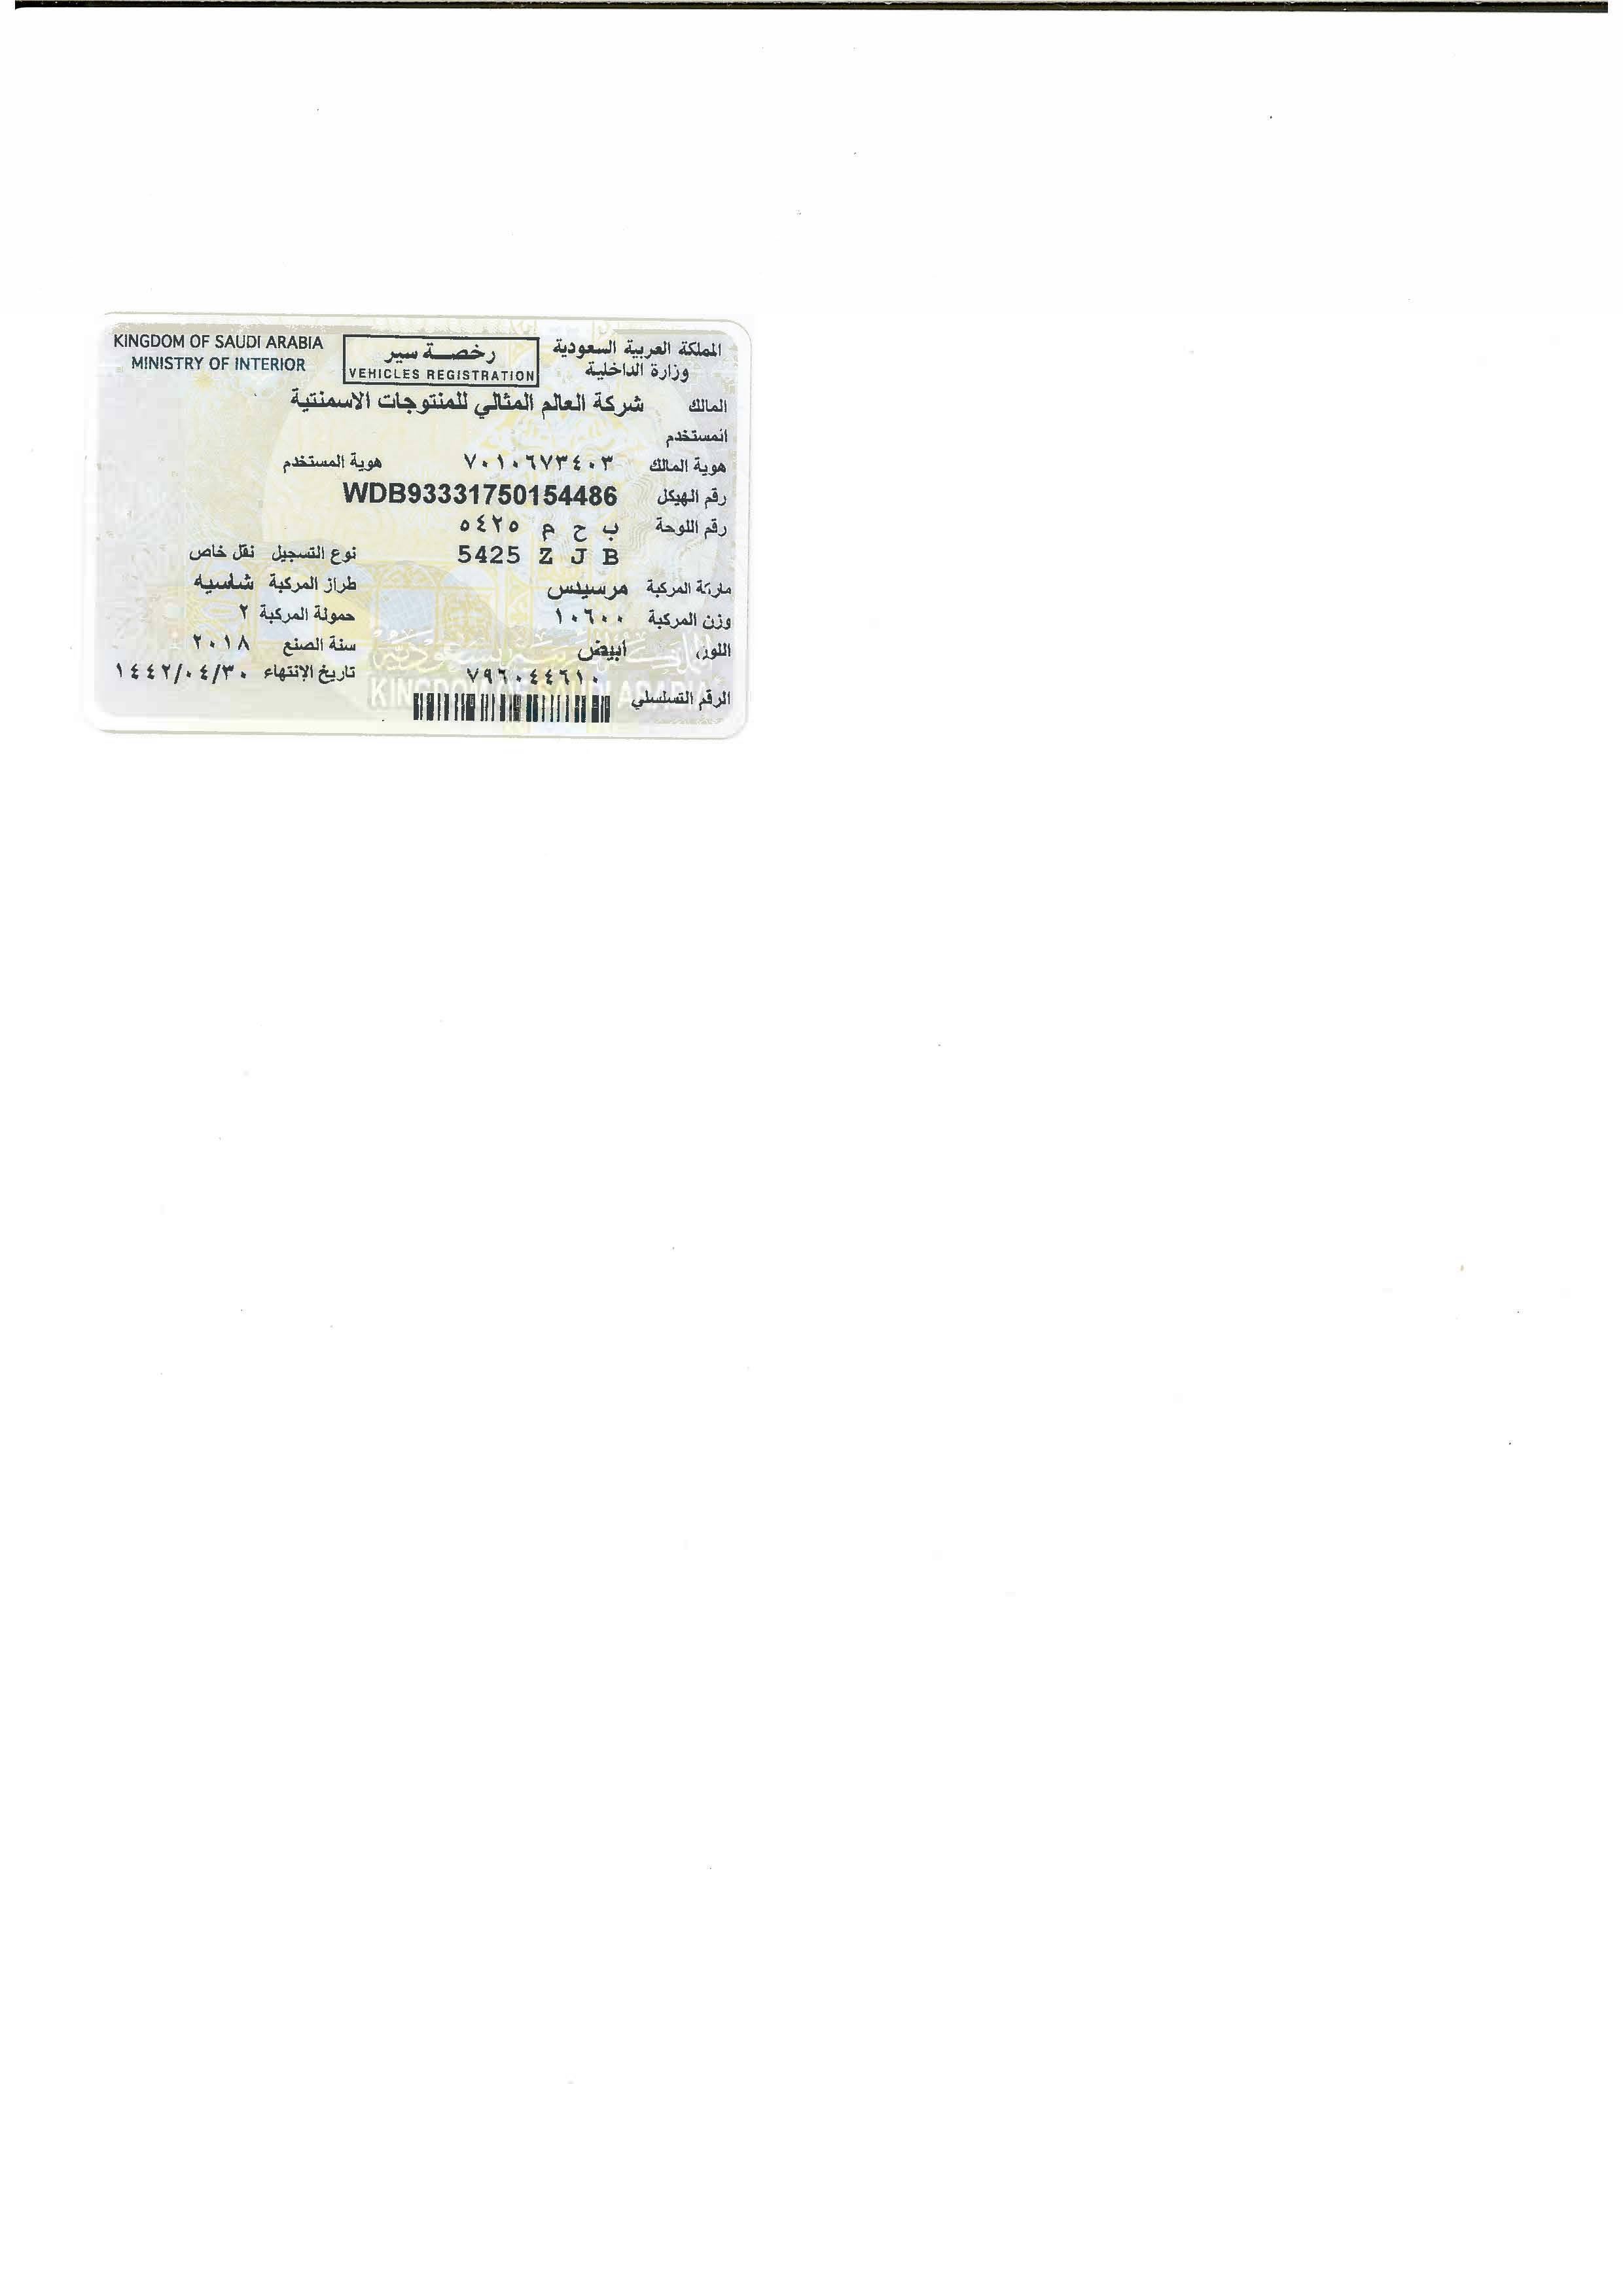 KINGDOM OF SAUDI ARABIA
MINISTRY OF INTERIOR
رخصة سير
VEHICLES REGISTRATION
المملكة العربية السعودية
وزارة الداخلية
المالك شركة العالم المثالي للمنتوجات الاسمنتية
المستخدم
هوية المالك ٧٠١٠٦٧٣٤٠٣ هوية المستخدم
رقم الهيكل WDB93331750154486
رقم اللوحة ب ح م ٥٤٢٥
5425 Z J B نوع التسجيل نقل خاص
ماركة المركبة مرسيدس طراز المركبة شاسيه
وزن المركبة ١٠٦٠٠ حمولة المركبة ٢
اللون أبيض سنة الصنع ٢٠١٨
٧٩٦٠٤٤٦١٠ تاريخ الإنتهاء ١٤٤٢/٠٤/٣٠
الرقم التسلسلي
KINGDOM OF SAUDI ARABIA